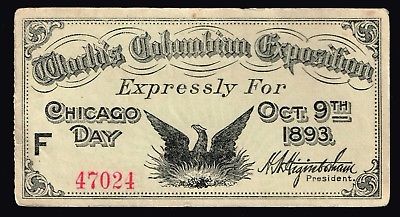 World's Columbian Exposition
Expressly For
CHICAGO DAY
OCT. 9TH 1893.
F
47024
H.N.Higinbotham
President.